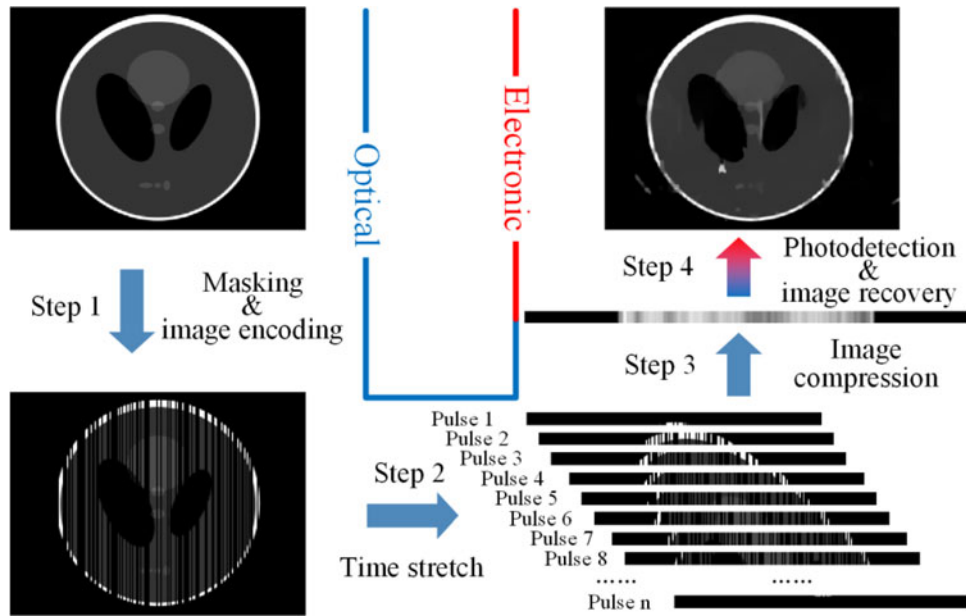 Step 1
Masking
&
image encoding
Optical
Electronic
Step 4
Photodetection
&
image recovery
Step 3
Image
compression
Step 2
Time stretch
Pulse 1
Pulse 2
Pulse 3
Pulse 4
Pulse 5
Pulse 6
Pulse 7
Pulse 8
...... ......
Pulse n